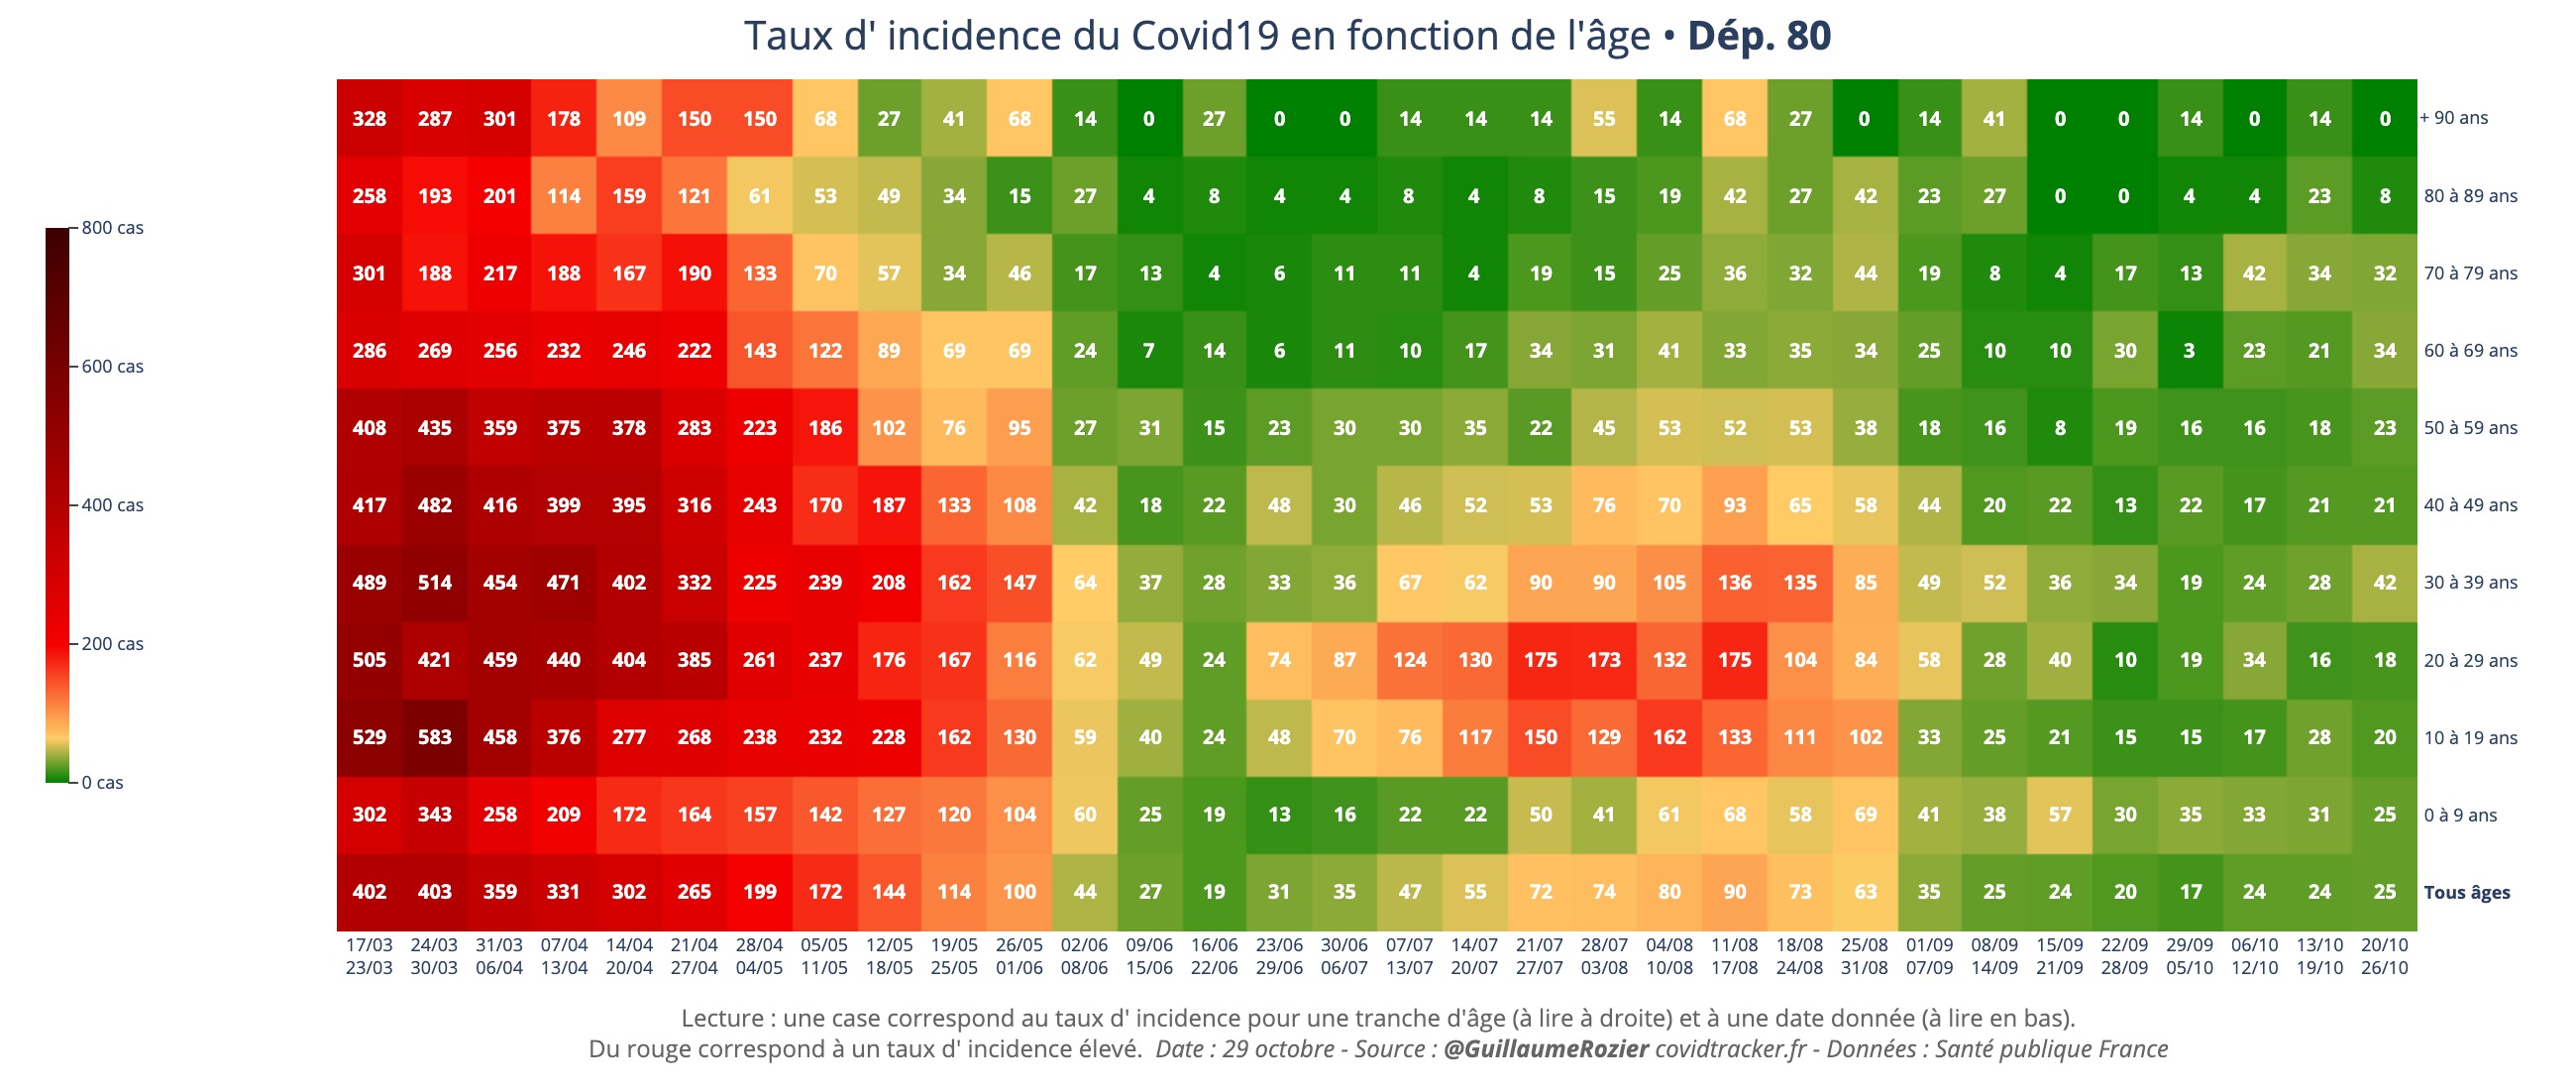 Taux d' incidence du Covid19 en fonction de l'âge • Dép. 80
800 cas
600 cas
400 cas
200 cas
0 cas
328 287 301 178 109 150 150 68 27 41 68 14 0 27 0 0 14 14 14 55 14 68 27 0 14 41 0 0 14 0 14 0 + 90 ans
258 193 201 114 159 121 61 53 49 34 15 27 4 8 4 4 8 4 8 15 19 42 27 42 23 27 0 0 4 4 23 8 80 à 89 ans
301 188 217 188 167 190 133 70 57 34 46 17 13 4 6 11 11 4 19 15 25 36 32 44 19 8 4 17 13 42 34 32 70 à 79 ans
286 269 256 232 246 222 143 122 89 69 69 24 7 14 6 11 10 17 34 31 41 33 35 34 25 10 10 30 3 23 21 34 60 à 69 ans
408 435 359 375 378 283 223 186 102 76 95 27 31 15 23 30 30 35 22 45 53 52 53 38 18 16 8 19 16 16 18 23 50 à 59 ans
417 482 416 399 395 316 243 170 187 133 108 42 18 22 48 30 46 52 53 76 70 93 65 58 44 20 22 13 22 17 21 21 40 à 49 ans
489 514 454 471 402 332 225 239 208 162 147 64 37 28 33 36 67 62 90 90 105 136 135 85 49 52 36 34 19 24 28 42 30 à 39 ans
505 421 459 440 404 385 261 237 176 167 116 62 49 24 74 87 124 130 175 173 132 175 104 84 58 28 40 10 19 34 16 18 20 à 29 ans
529 583 458 376 277 268 238 232 228 162 130 59 40 24 48 70 76 117 150 129 162 133 111 102 33 25 21 15 15 17 28 20 10 à 19 ans
302 343 258 209 172 164 157 142 127 120 104 60 25 19 13 16 22 22 50 41 61 68 58 69 41 38 57 30 35 33 31 25 0 à 9 ans
402 403 359 331 302 265 199 172 144 114 100 44 27 19 31 35 47 55 72 74 80 90 73 63 35 25 24 20 17 24 24 25 Tous âges
17/03 24/03 31/03 07/04 14/04 21/04 28/04 05/05 12/05 19/05 26/05 02/06 09/06 16/06 23/06 30/06 07/07 14/07 21/07 28/07 04/08 11/08 18/08 25/08 01/09 08/09 15/09 22/09 29/09 06/10 13/10 20/10
23/03 30/03 06/04 13/04 20/04 27/04 04/05 11/05 18/05 25/05 01/06 08/06 15/06 22/06 29/06 06/07 13/07 20/07 27/07 03/08 10/08 17/08 24/08 31/08 07/09 14/09 21/09 28/09 05/10 12/10 19/10 26/10
Lecture : une case correspond au taux d' incidence pour une tranche d'âge (à lire à droite) et à une date donnée (à lire en bas).
Du rouge correspond à un taux d' incidence élevé. Date : 29 octobre - Source : @GuillaumeRozier covidtracker.fr - Données : Santé publique France